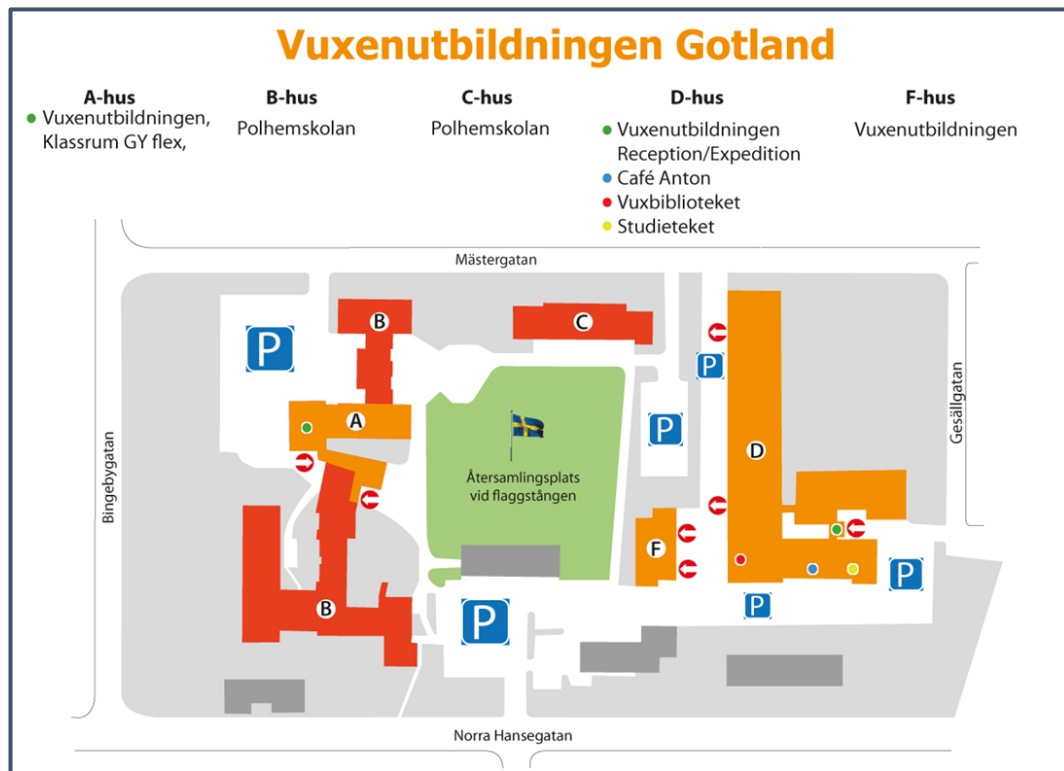 Vuxenutbildningen Gotland
A-hus
Vuxenutbildningen,
Klassrum GY flex,
B-hus
Polhemskolan
C-hus
Polhemskolan
D-hus
Vuxenutbildningen
Reception/Expedition
Café Anton
Vuxbiblioteket
Studieteket
F-hus
Vuxenutbildningen
Mästergatan
Bingebygatan
Gesällgatan
B
C
P
P
A
P
D
Återsamlingsplats
vid flaggstången
F
P
P
P
B
Norra Hansegatan